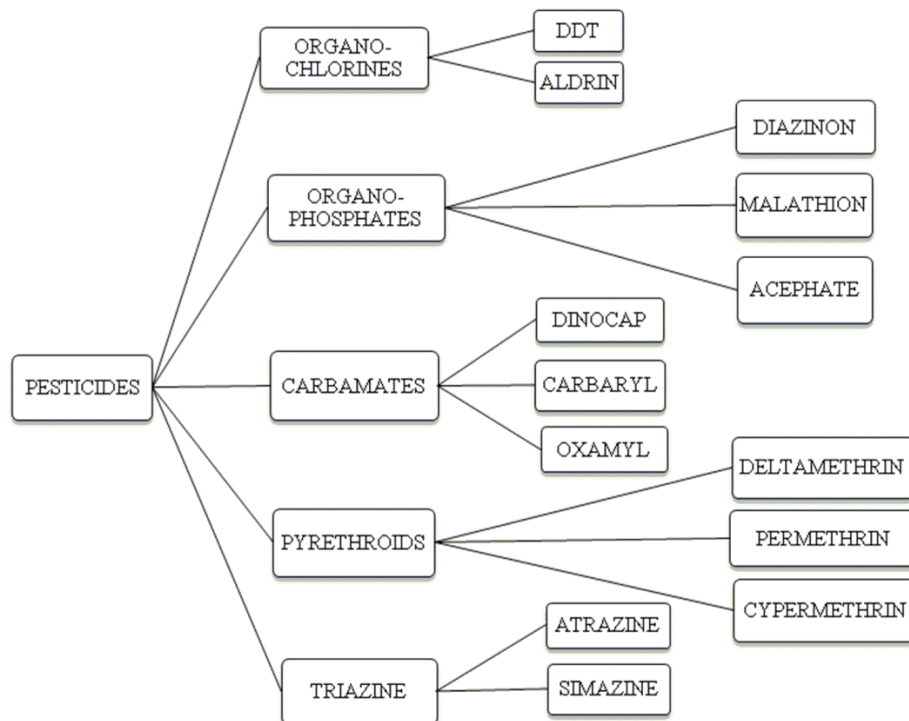 PESTICIDES
ORGANO-
CHLORINES
DDT
ALDRIN
ORGANO-
PHOSPHATES
DIAZINON
MALATHION
ACEPHATE
CARBAMATES
DINOCAP
CARBARYL
OXAMYL
PYRETHROIDS
DELTAMETHRIN
PERMETHRIN
CYPERMETHRIN
TRIAZINE
ATRAZINE
SIMAZINE